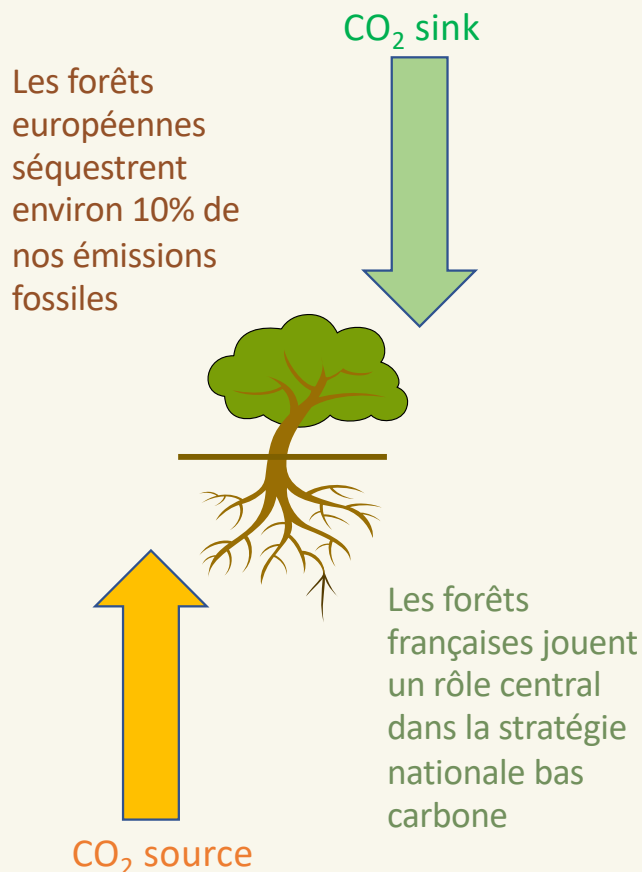 CO₂ sink
Les forêts
européennes
séquestrent
environ 10% de
nos émissions
fossiles
Les forêts
françaises jouent
un rôle central
dans la stratégie
nationale bas
carbone
CO₂ source